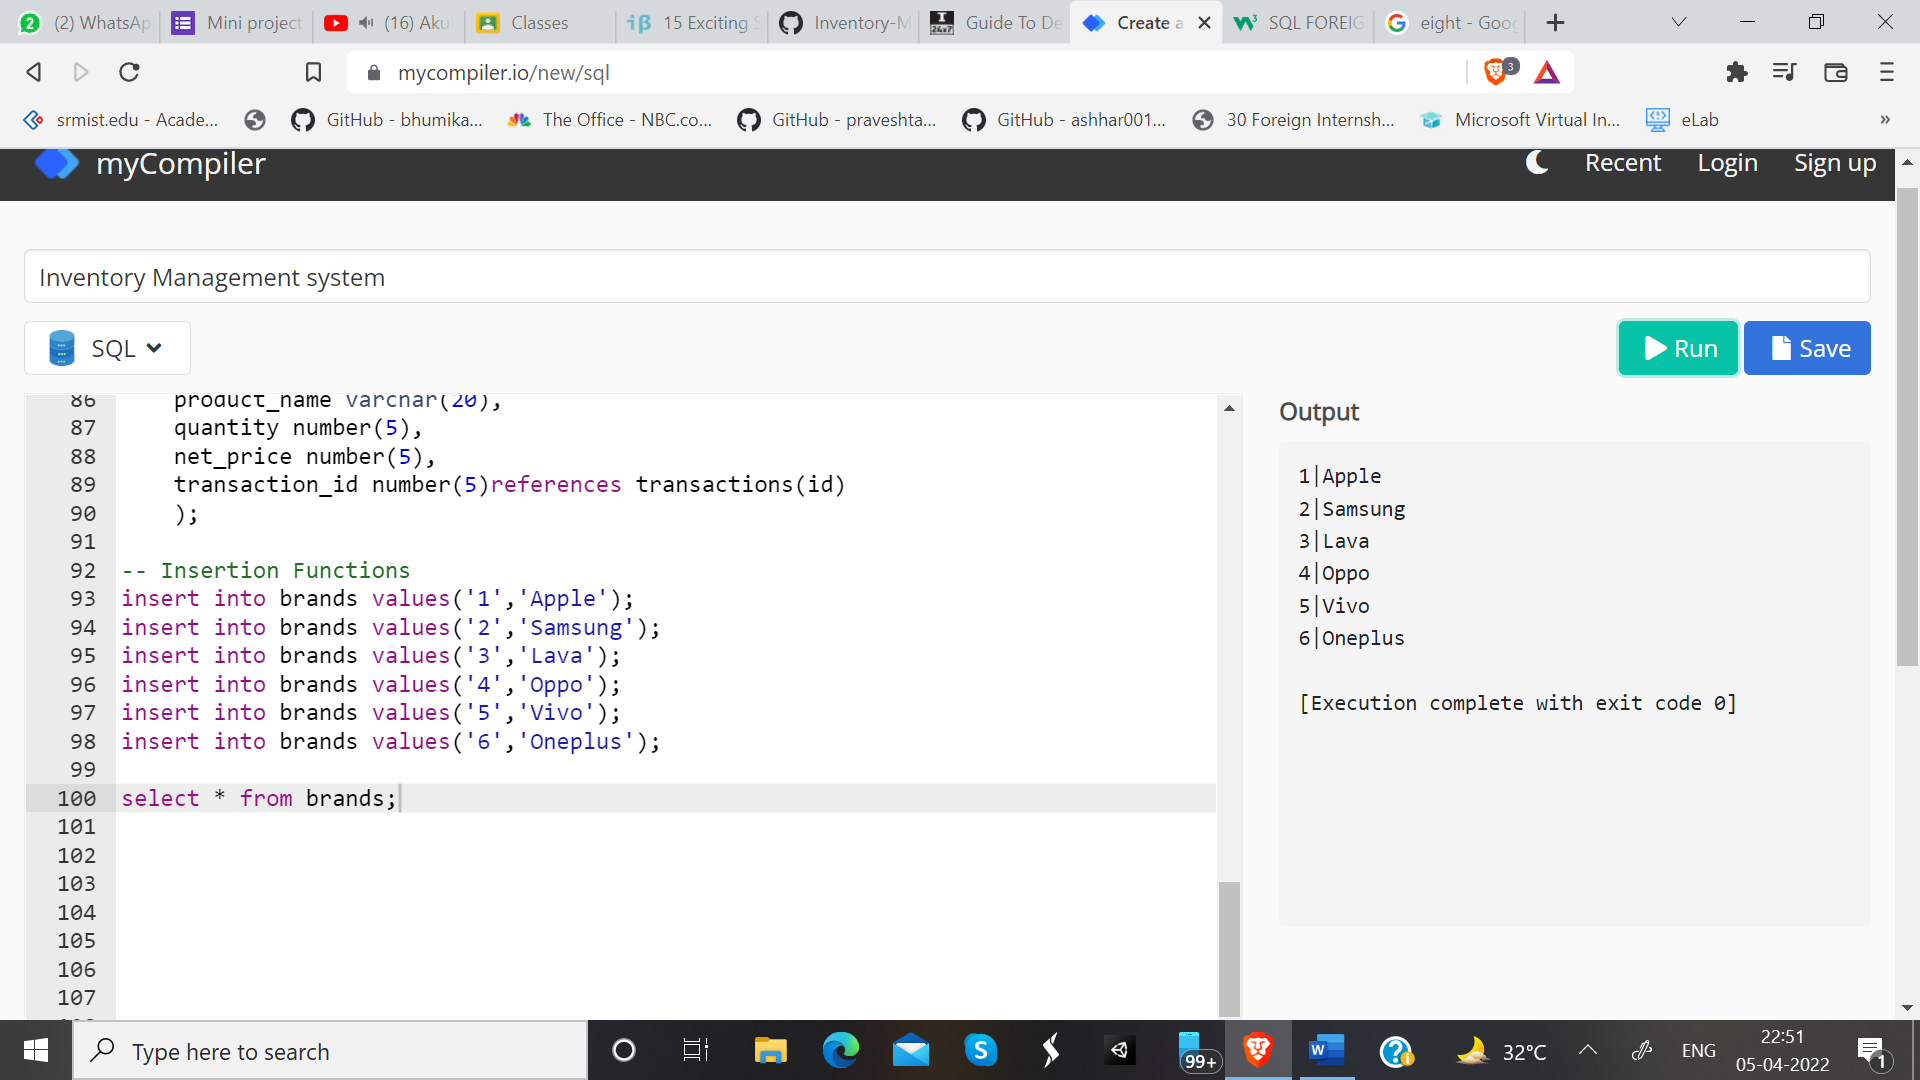 (2) WhatsAp
Mini project
(16) Aku
Classes
15 Exciting S
Inventory-M
Guide To De
Create a
SQL FOREIG
eight - Goog
mycompiler.io/new/sql
3
srmist.edu - Acade...
GitHub - bhumika...
The Office - NBC.co...
GitHub - praveshta...
GitHub - ashhar001...
30 Foreign Internsh...
Microsoft Virtual In...
eLab
»
myCompiler
Recent
Login
Sign up
Inventory Management system
SQL
Run
Save
86 product_name varchar(20),
87 quantity number(5),
88 net_price number(5),
89 transaction_id number(5)references transactions(id)
90 );
91
92 -- Insertion Functions
93 insert into brands values('1','Apple');
94 insert into brands values('2','Samsung');
95 insert into brands values('3','Lava');
96 insert into brands values('4','Oppo');
97 insert into brands values('5','Vivo');
98 insert into brands values('6','Oneplus');
99
100 select * from brands;
101
102
103
104
105
106
107
Output
1|Apple
2|Samsung
3|Lava
4|Oppo
5|Vivo
6|Oneplus
[Execution complete with exit code 0]
Type here to search
99+
32°C
ENG
22:51
05-04-2022
1